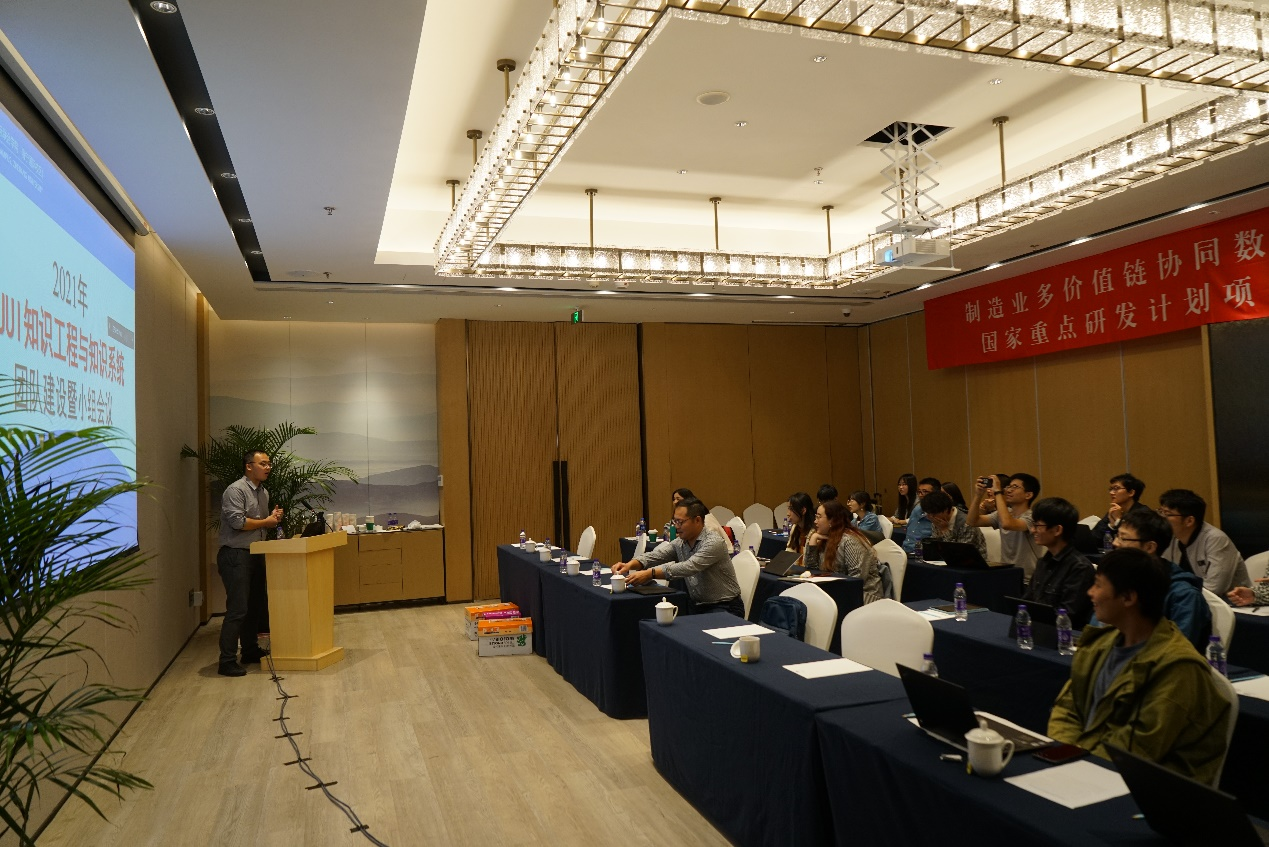 2021年
UI知识工程与知识系统
团队建设暨小组会议
制造业多价值链协同数
国家重点研发计划项